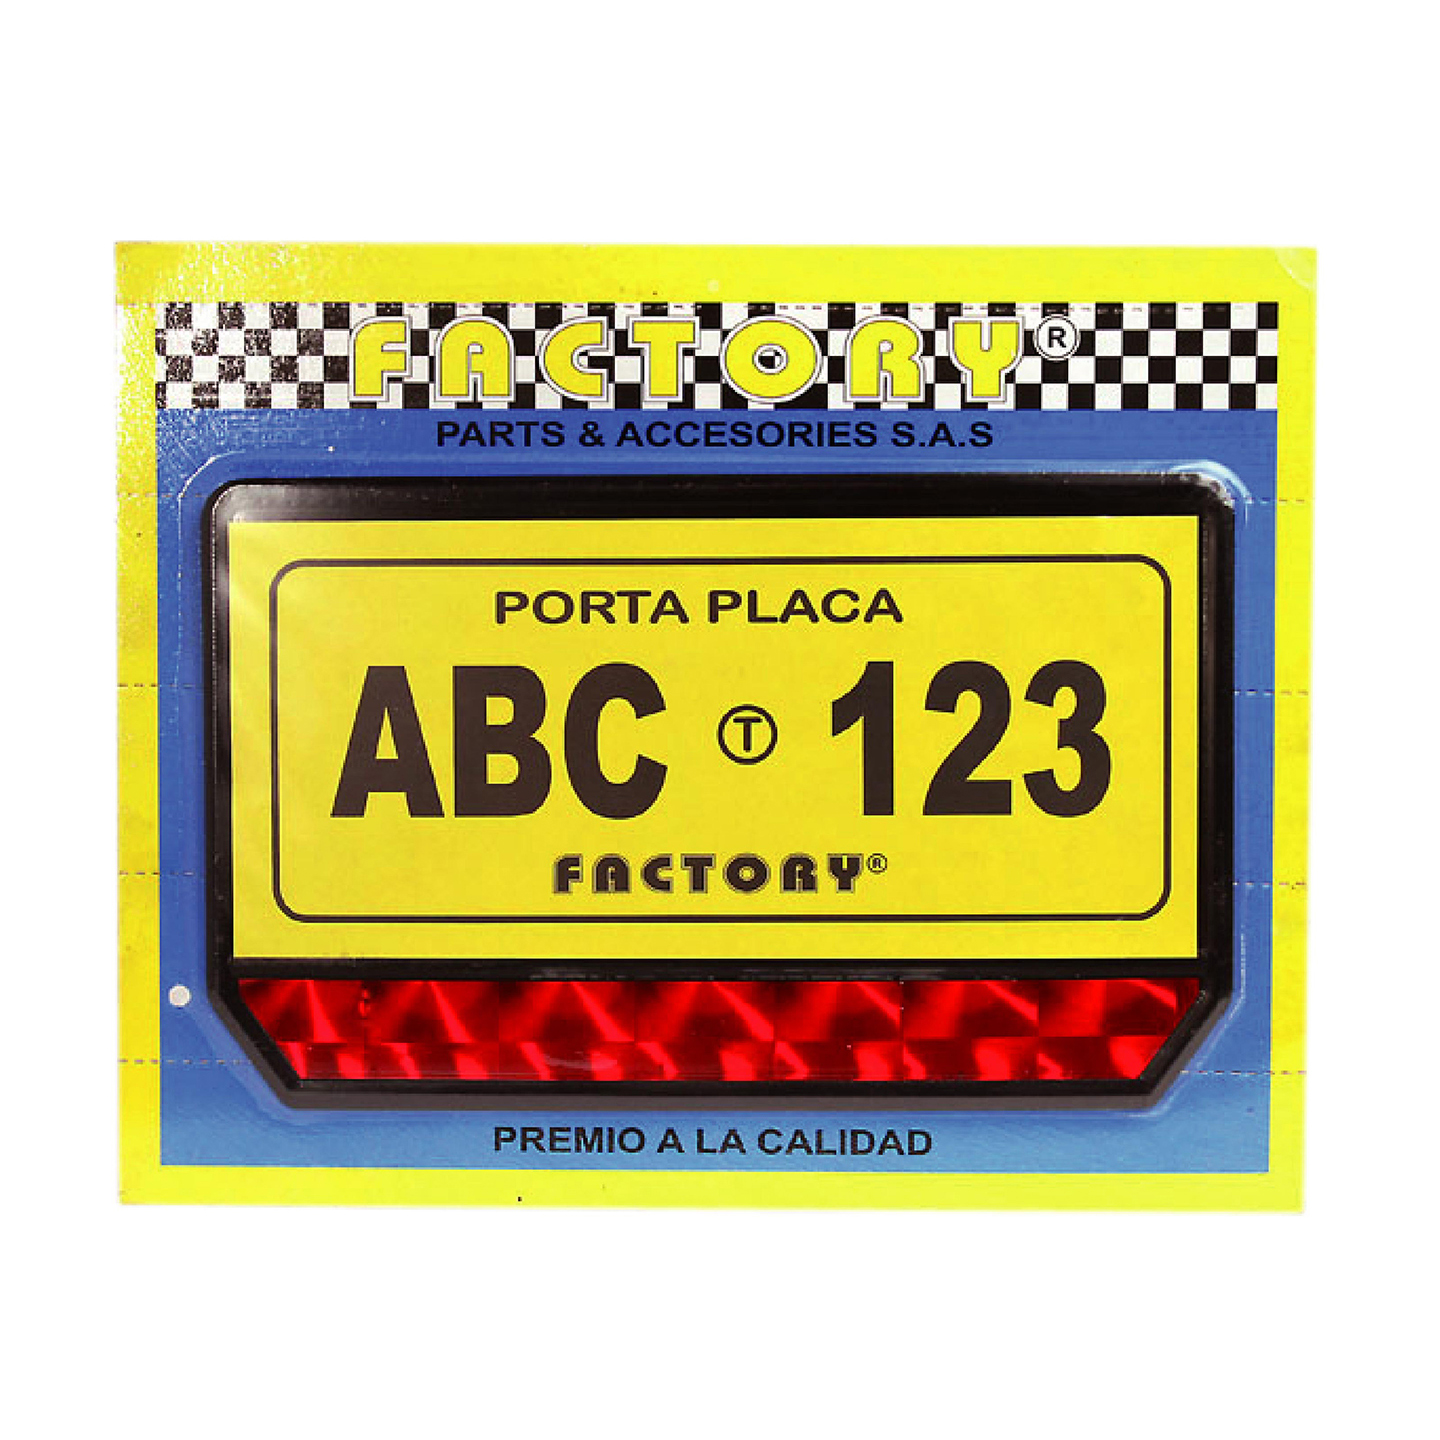 FACTORY®
PARTS & ACCESORIES S.A.S
PORTA PLACA
ABC Ⓣ 123
FACTORY®
PREMIO A LA CALIDAD